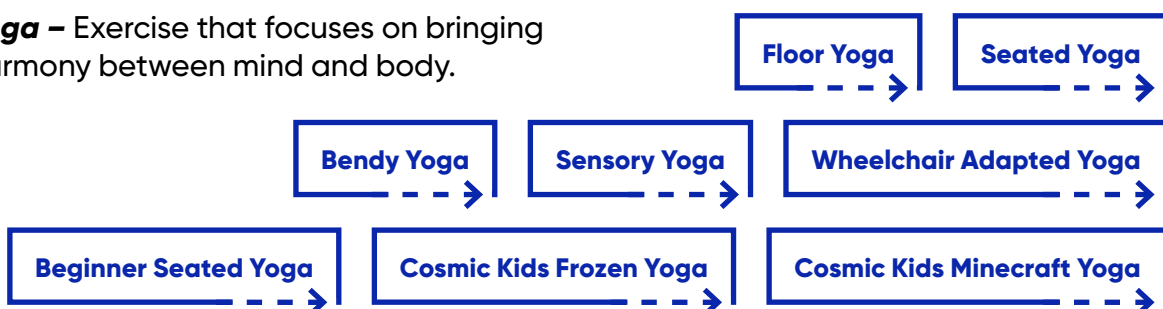 ga – Exercise that focuses on bringing
armony between mind and body.
Floor Yoga
Seated Yoga
Bendy Yoga
Sensory Yoga
Wheelchair Adapted Yoga
Beginner Seated Yoga
Cosmic Kids Frozen Yoga
Cosmic Kids Minecraft Yoga